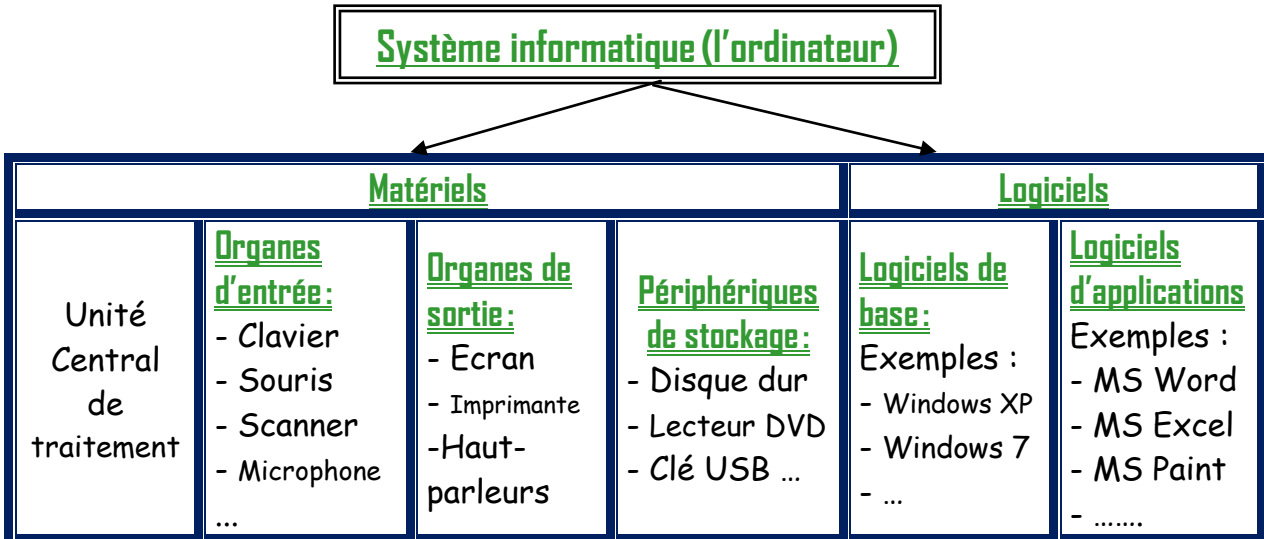 Système informatique (l'ordinateur)
Matériels
Logiciels
Unité
Central
de
traitement
Organes
d'entrée :
- Clavier
- Souris
- Scanner
- Microphone
...
Organes de
sortie :
- Ecran
- Imprimante
-Haut-
parleurs
Périphériques
de stockage :
- Disque dur
- Lecteur DVD
- Clé USB ...
Logiciels de
base :
Exemples :
- Windows XP
- Windows 7
- ...
Logiciels
d'applications
Exemples :
- MS Word
- MS Excel
- MS Paint
- .......